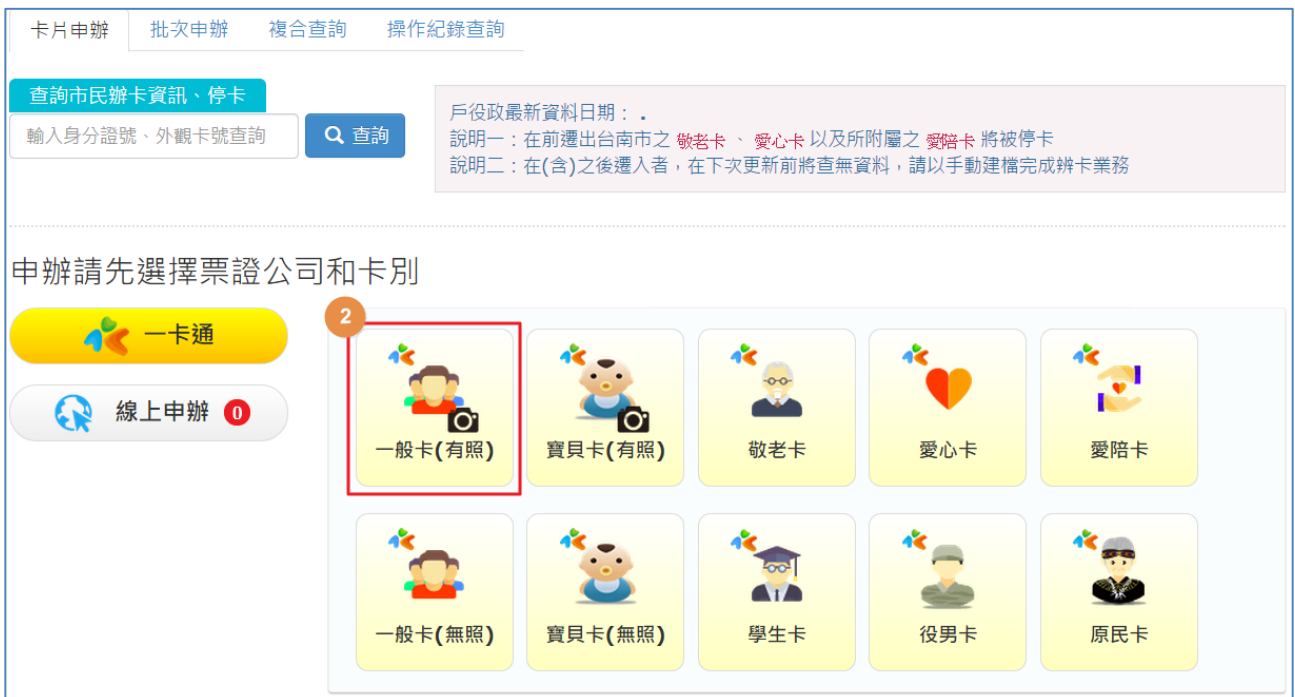 卡片申辦 批次申辦 複合查詢 操作紀錄查詢
查詢市民辦卡資訊、停卡
輸入身分證號、外觀卡號查詢 查詢
戶役政最新資料日期：.
說明一：在前遷出台南市之 敬老卡 、 愛心卡 以及所附屬之 愛陪卡 將被停卡
說明二：在(含)之後遷入者，在下次更新前將查無資料，請以手動建檔完成辨卡業務
申辦請先選擇票證公司和卡別
一卡通
線上申辦 0
2
一般卡(有照) 寶貝卡(有照) 敬老卡 愛心卡 愛陪卡
一般卡(無照) 寶貝卡(無照) 學生卡 役男卡 原民卡